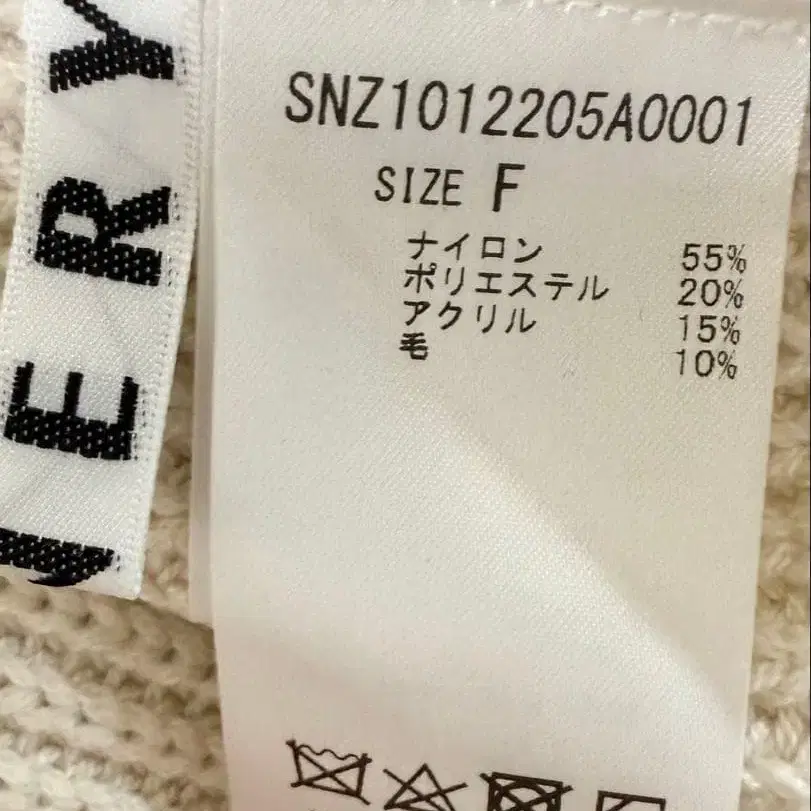 ERY
SNZ1012205A0001
SIZE F
ナイロン 55%
ポリエステル 20%
アクリル 15%
毛 10%